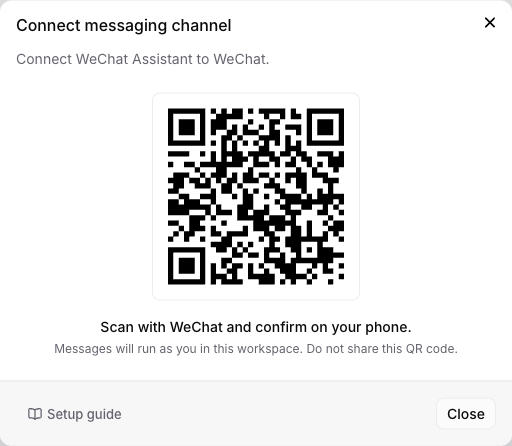 Connect messaging channel
Connect WeChat Assistant to WeChat.
Scan with WeChat and confirm on your phone.
Messages will run as you in this workspace. Do not share this QR code.
Setup guide
Close